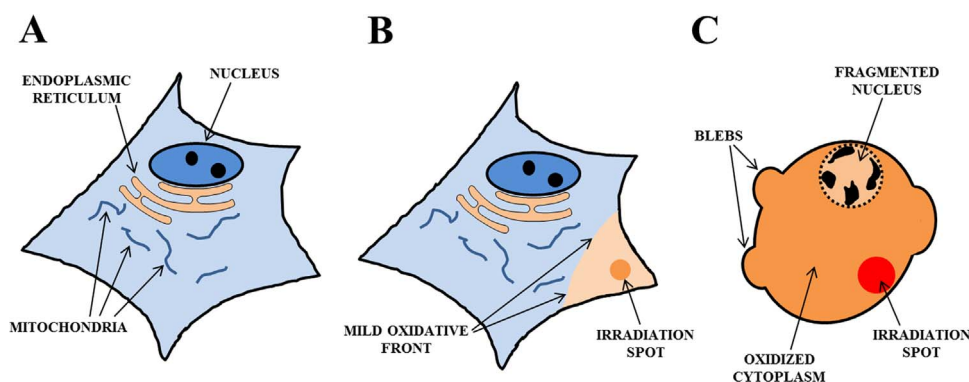 A
ENDOPLASMIC
RETICULUM
NUCLEUS
MITOCHONDRIA
B
MILD OXIDATIVE
FRONT
IRRADIATION
SPOT
C
FRAGMENTED
NUCLEUS
BLEBS
OXIDIZED
CYTOPLASM
IRRADIATION
SPOT